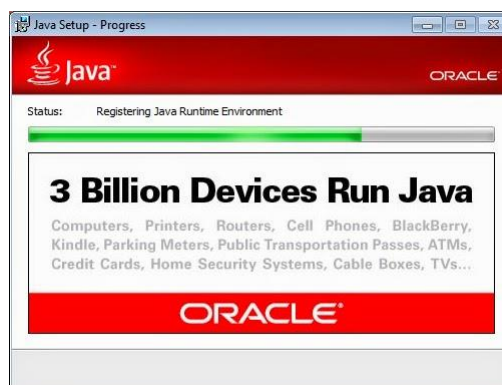 Java Setup - Progress
Java™
ORACLE
Status: Registering Java Runtime Environment
3 Billion Devices Run Java
Computers, Printers, Routers, Cell Phones, BlackBerry,
Kindle, Parking Meters, Public Transportation Passes, ATMs,
Credit Cards, Home Security Systems, Cable Boxes, TVs...
ORACLE®